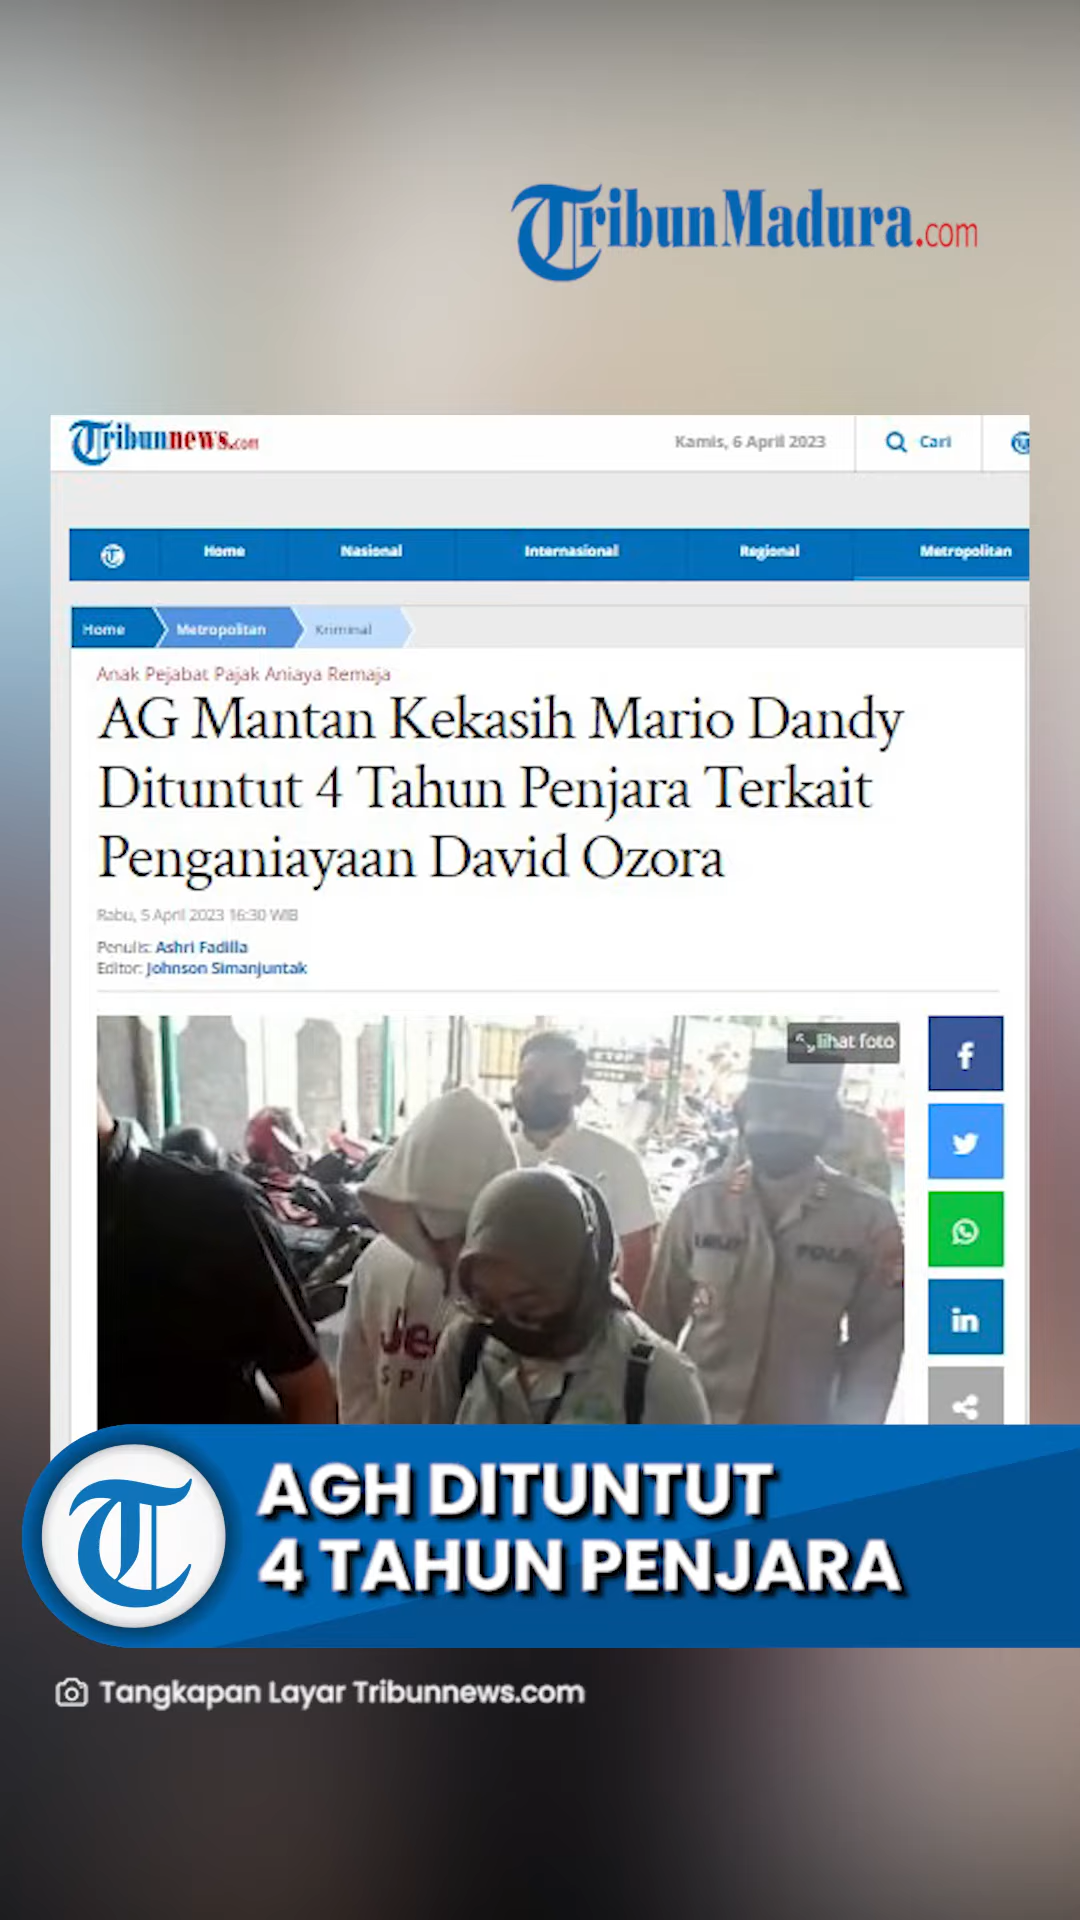 TribunMadura.com
Tribunnews.com
Kamis, 6 April 2023
Cari
Home
Nasional
Internasional
Regional
Metropolitan
Home
Metropolitan
Kriminal
Anak Pejabat Pajak Aniaya Remaja
AG Mantan Kekasih Mario Dandy
Dituntut 4 Tahun Penjara Terkait
Penganiayaan David Ozora
Rabu, 5 April 2023 16:30 WIB
Penulis: Ashri Fadilla
Editor: Johnson Simanjuntak
lihat foto
AGH DITUNTUT
4 TAHUN PENJARA
Tangkapan Layar Tribunnews.com